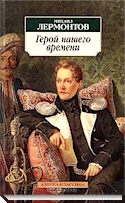 МИХАИЛ
ЛЕРМОНТОВ
Герой нашего
времени
АЗБУКА-КЛАССИКА